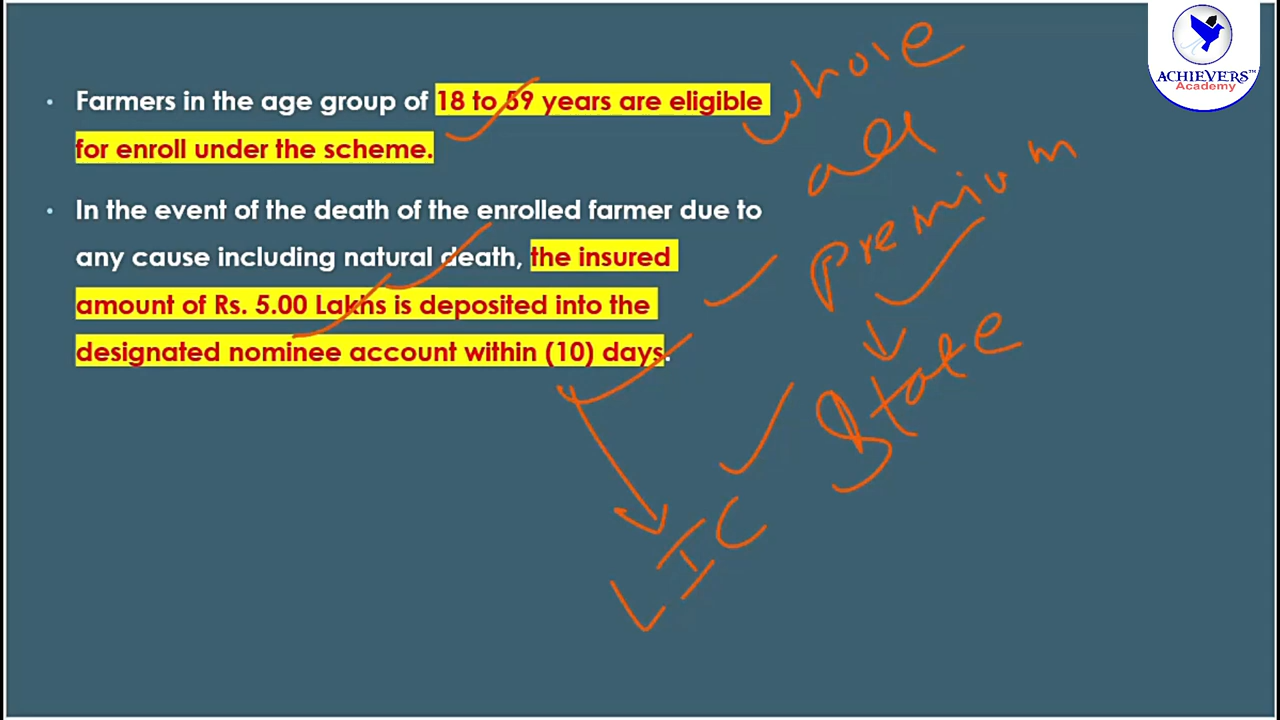 ACHIEVERS™
Academy
• Farmers in the age group of 18 to 59 years are eligible
for enroll under the scheme.
• In the event of the death of the enrolled farmer due to
any cause including natural death, the insured
amount of Rs. 5.00 Lakhs is deposited into the
designated nominee account within (10) days.
whole
all
Premium
State
LIC